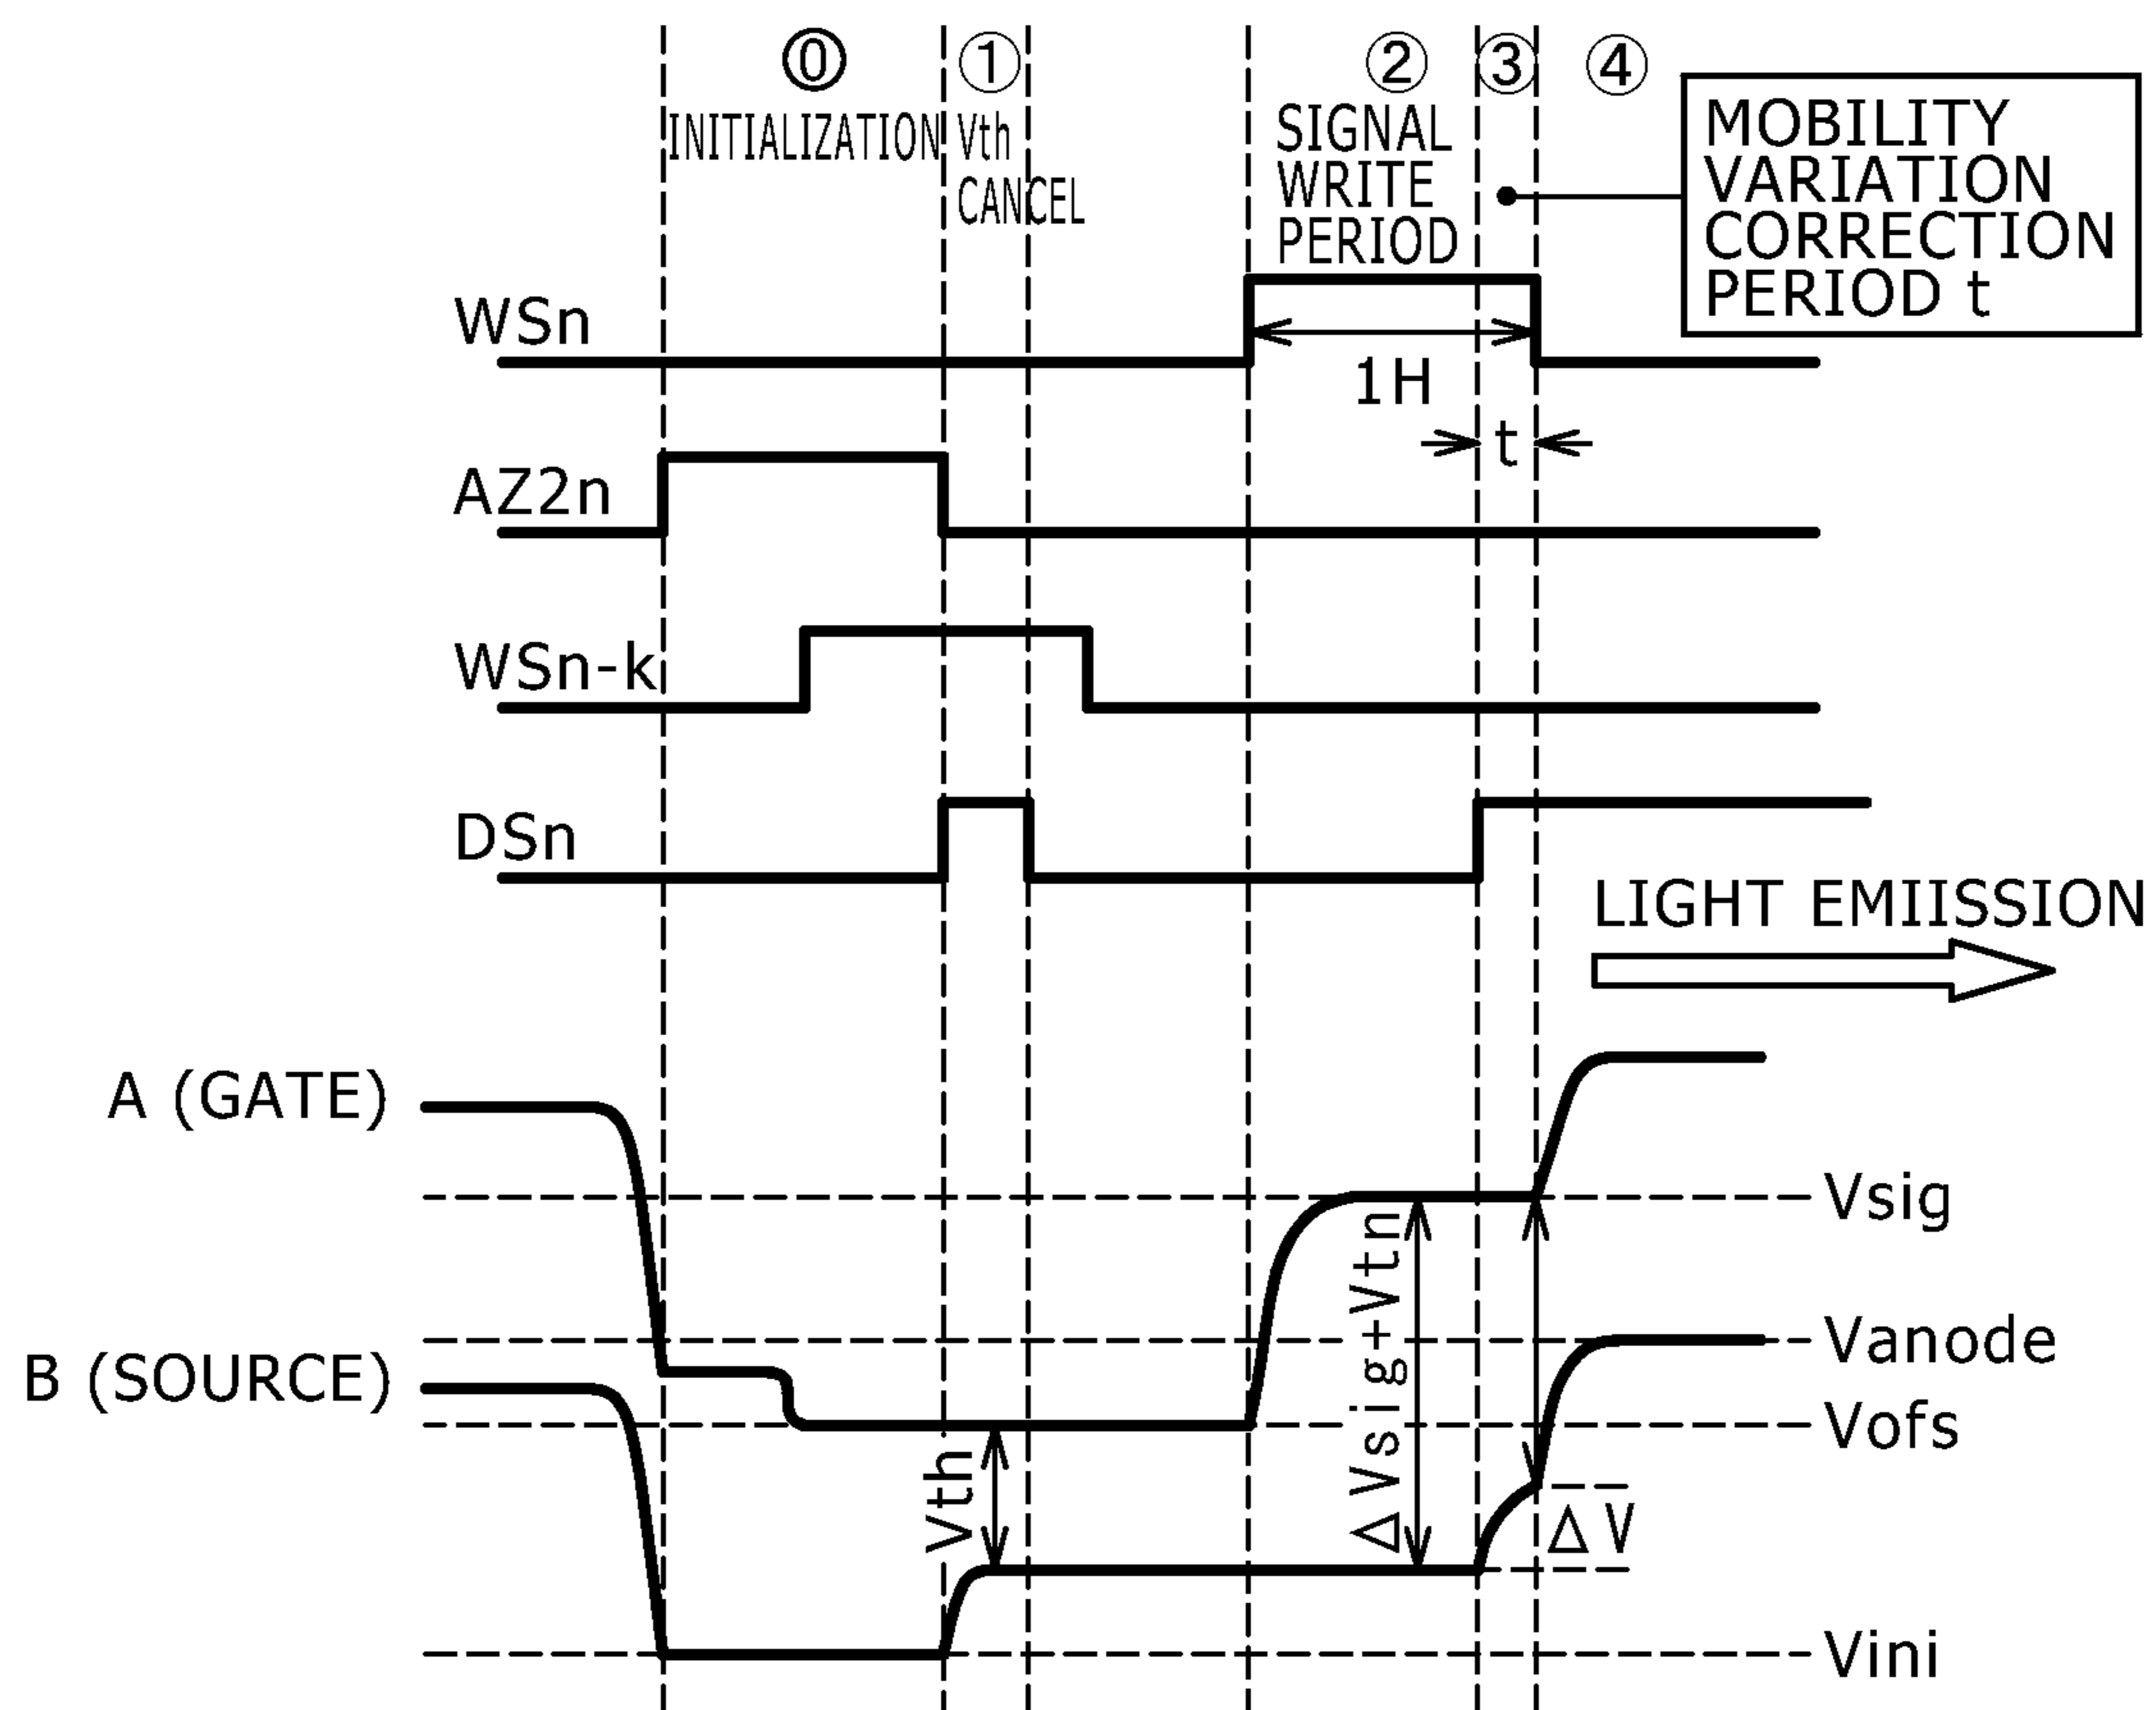 ⓪
①
②
③
④
INITIALIZATION
Vth
CANCEL
SIGNAL
WRITE
PERIOD
MOBILITY
VARIATION
CORRECTION
PERIOD t
WSn
1H
t
AZ2n
WSn-k
DSn
LIGHT EMIISSION
A (GATE)
Vsig
ΔVsig+Vtn
Vanode
B (SOURCE)
Vofs
Vth
ΔV
Vini